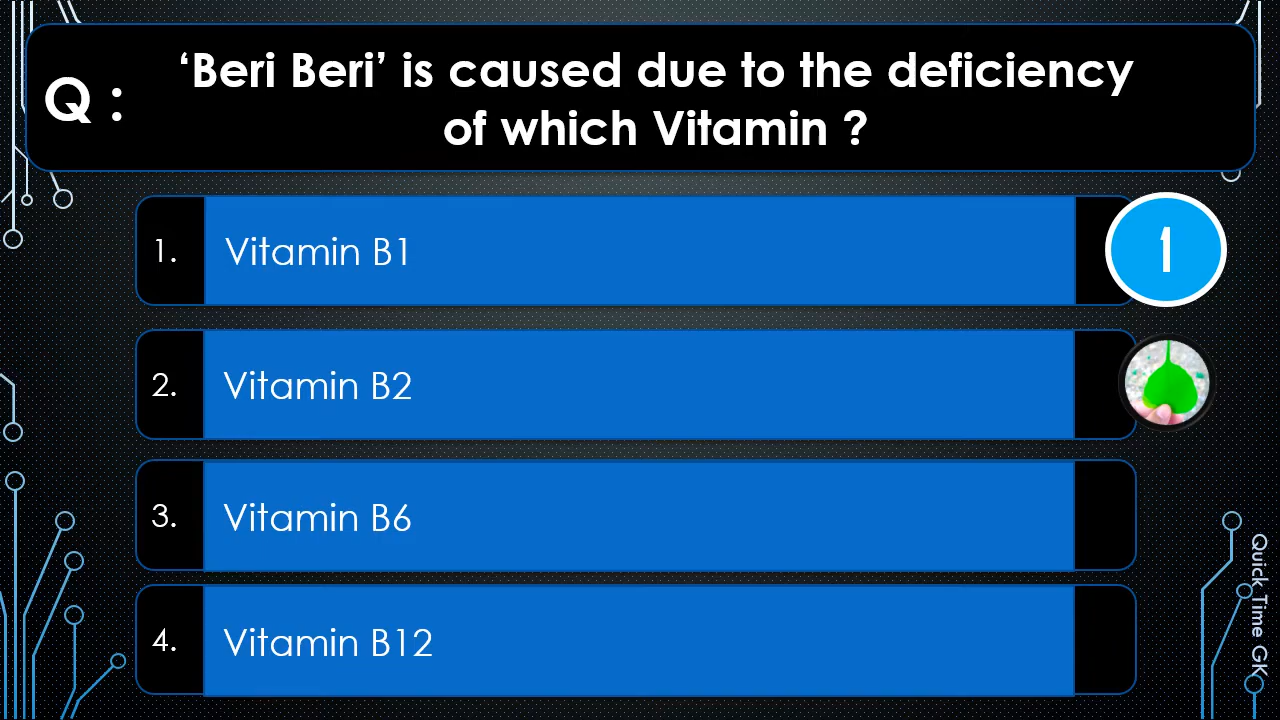 Q :
‘Beri Beri’ is caused due to the deficiency
of which Vitamin ?
1. Vitamin B1
1
2. Vitamin B2
3. Vitamin B6
4. Vitamin B12
Quick Time GK